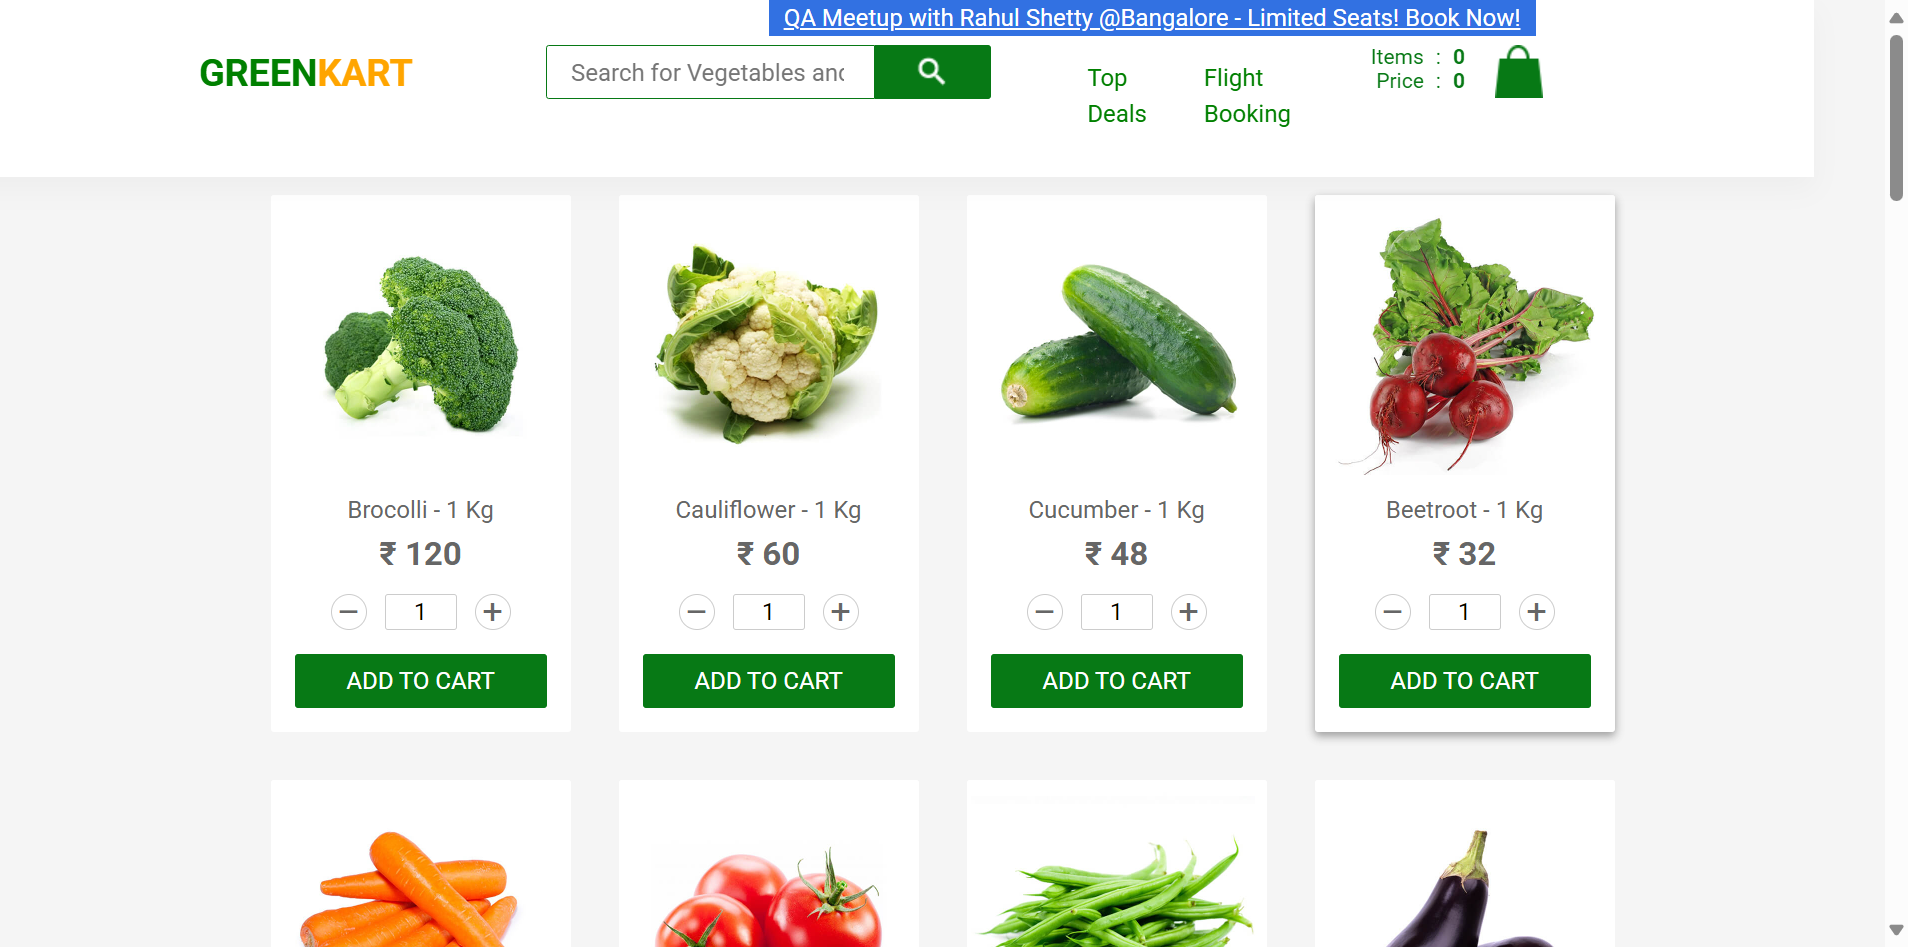 QA Meetup with Rahul Shetty @Bangalore - Limited Seats! Book Now!
GREENKART
Search for Vegetables and
Top
Deals
Flight
Booking
Items : 0
Price : 0
Brocolli - 1 Kg
₹ 120
1
ADD TO CART
Cauliflower - 1 Kg
₹ 60
1
ADD TO CART
Cucumber - 1 Kg
₹ 48
1
ADD TO CART
Beetroot - 1 Kg
₹ 32
1
ADD TO CART